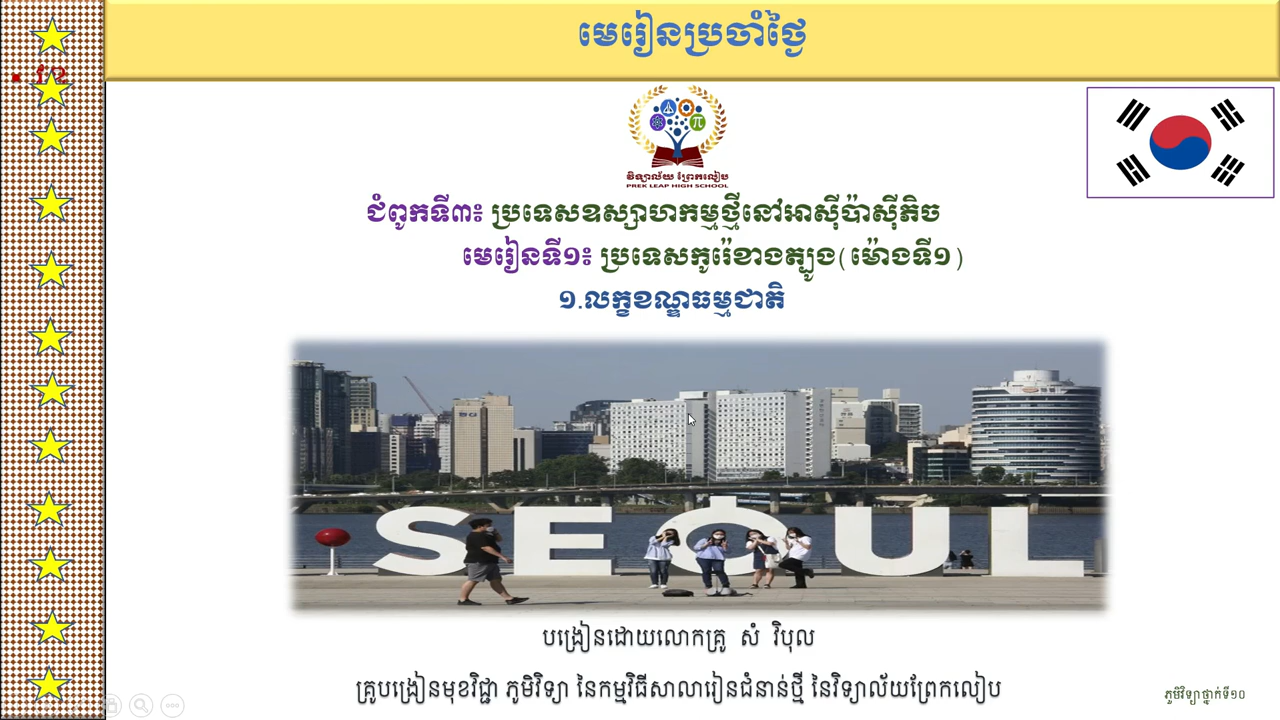 មេរៀនប្រចាំថ្ងៃ
វិទ្យាល័យ ព្រែកលៀប
PREK LEAP HIGH SCHOOL
ជំពូកទី៣៖ ប្រទេសឧស្សាហកម្មថ្មីនៅអាស៊ីប៉ាស៊ីភិច
មេរៀនទី១៖ ប្រទេសកូរ៉េខាងត្បូង(ម៉ោងទី១)
១.លក្ខខណ្ឌធម្មជាតិ
SEOUL
បង្រៀនដោយលោកគ្រូ សំ វិបុល
គ្រូបង្រៀនមុខវិជ្ជា ភូមិវិទ្យា នៃកម្មវិធីសាលារៀនជំនាន់ថ្មី នៃវិទ្យាល័យព្រែកលៀប
ភូមិវិទ្យាថ្នាក់ទី១០